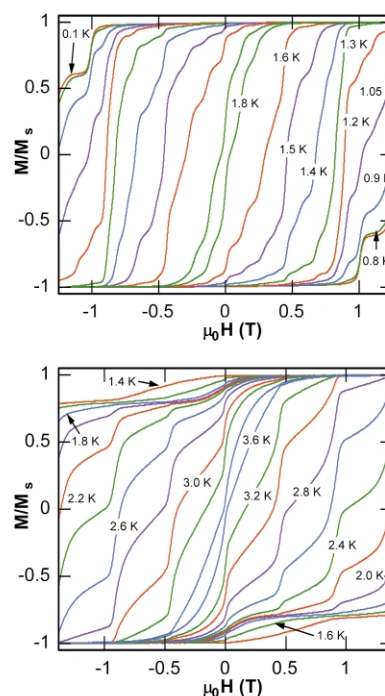 1
0.1 K
1.3 K
1.6 K
0.5
1.05
1.8 K
1.2 K
M/Ms
0
1.5 K
0.9
1.4 K
-0.5
0.8 K
-1
-1 -0.5 0 0.5 1
μ0H (T)
1
1.4 K
1.8 K
3.6 K
0.5
2.2 K
3.0 K
2.8 K
M/Ms
0
3.2 K
2.6 K
2.4 K
-0.5
2.0 K
1.6 K
-1
-1 -0.5 0 0.5 1
μ0H (T)